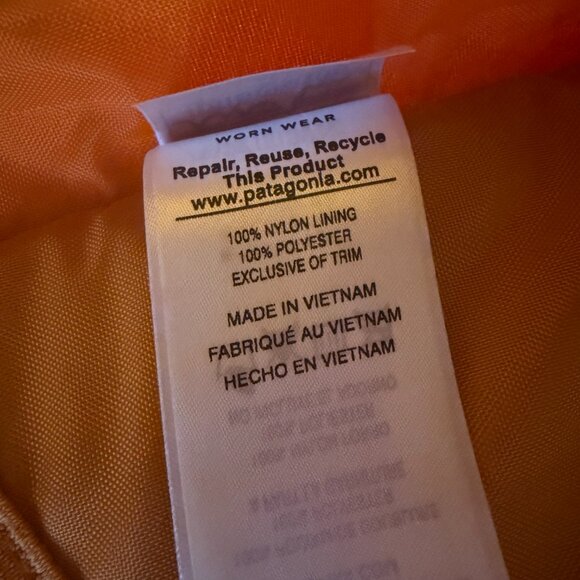 WORN WEAR
Repair, Reuse, Recycle
This Product
www.patagonia.com
100% NYLON LINING
100% POLYESTER
EXCLUSIVE OF TRIM
MADE IN VIETNAM
FABRIQUÉ AU VIETNAM
HECHO EN VIETNAM